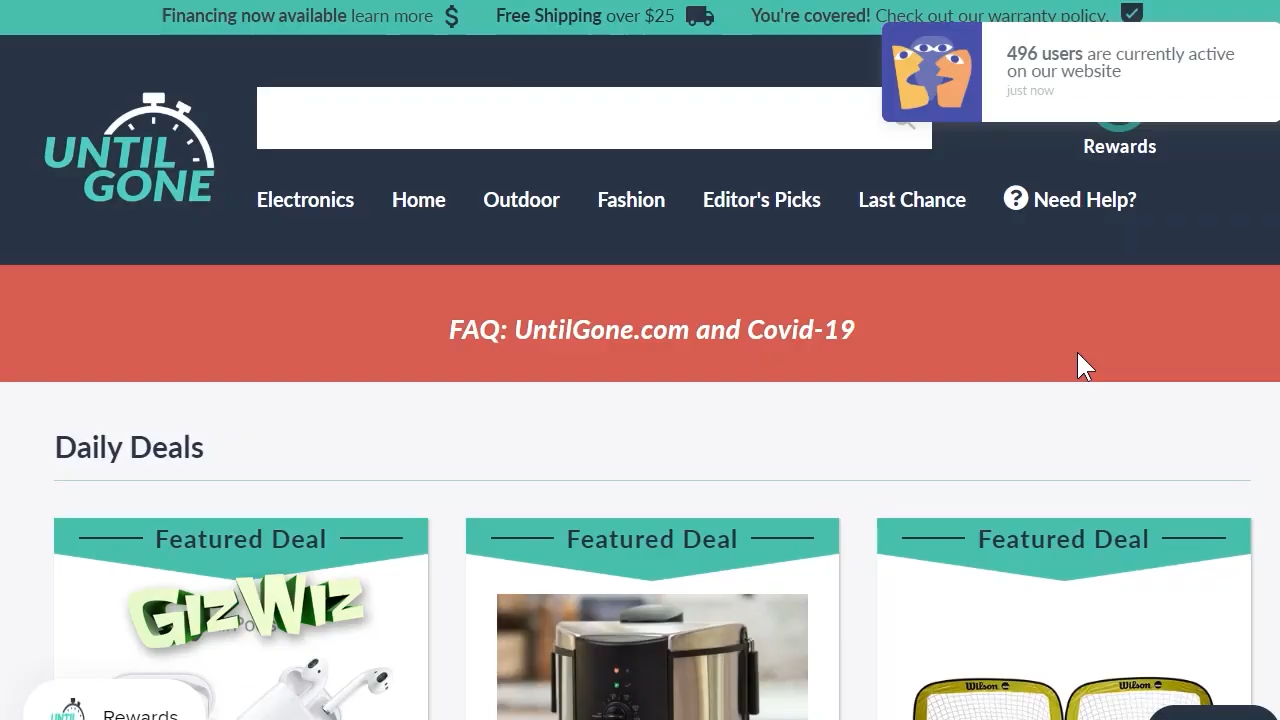 Financing now available learn more
Free Shipping over $25
You're covered! Check out our warranty policy.
496 users are currently active
on our website
just now
UNTIL
GONE
Rewards
Electronics
Home
Outdoor
Fashion
Editor's Picks
Last Chance
Need Help?
FAQ: UntilGone.com and Covid-19
Daily Deals
Featured Deal
Featured Deal
Featured Deal
GIZWIZ
Wilson
Wilson
UNTIL
Rewards